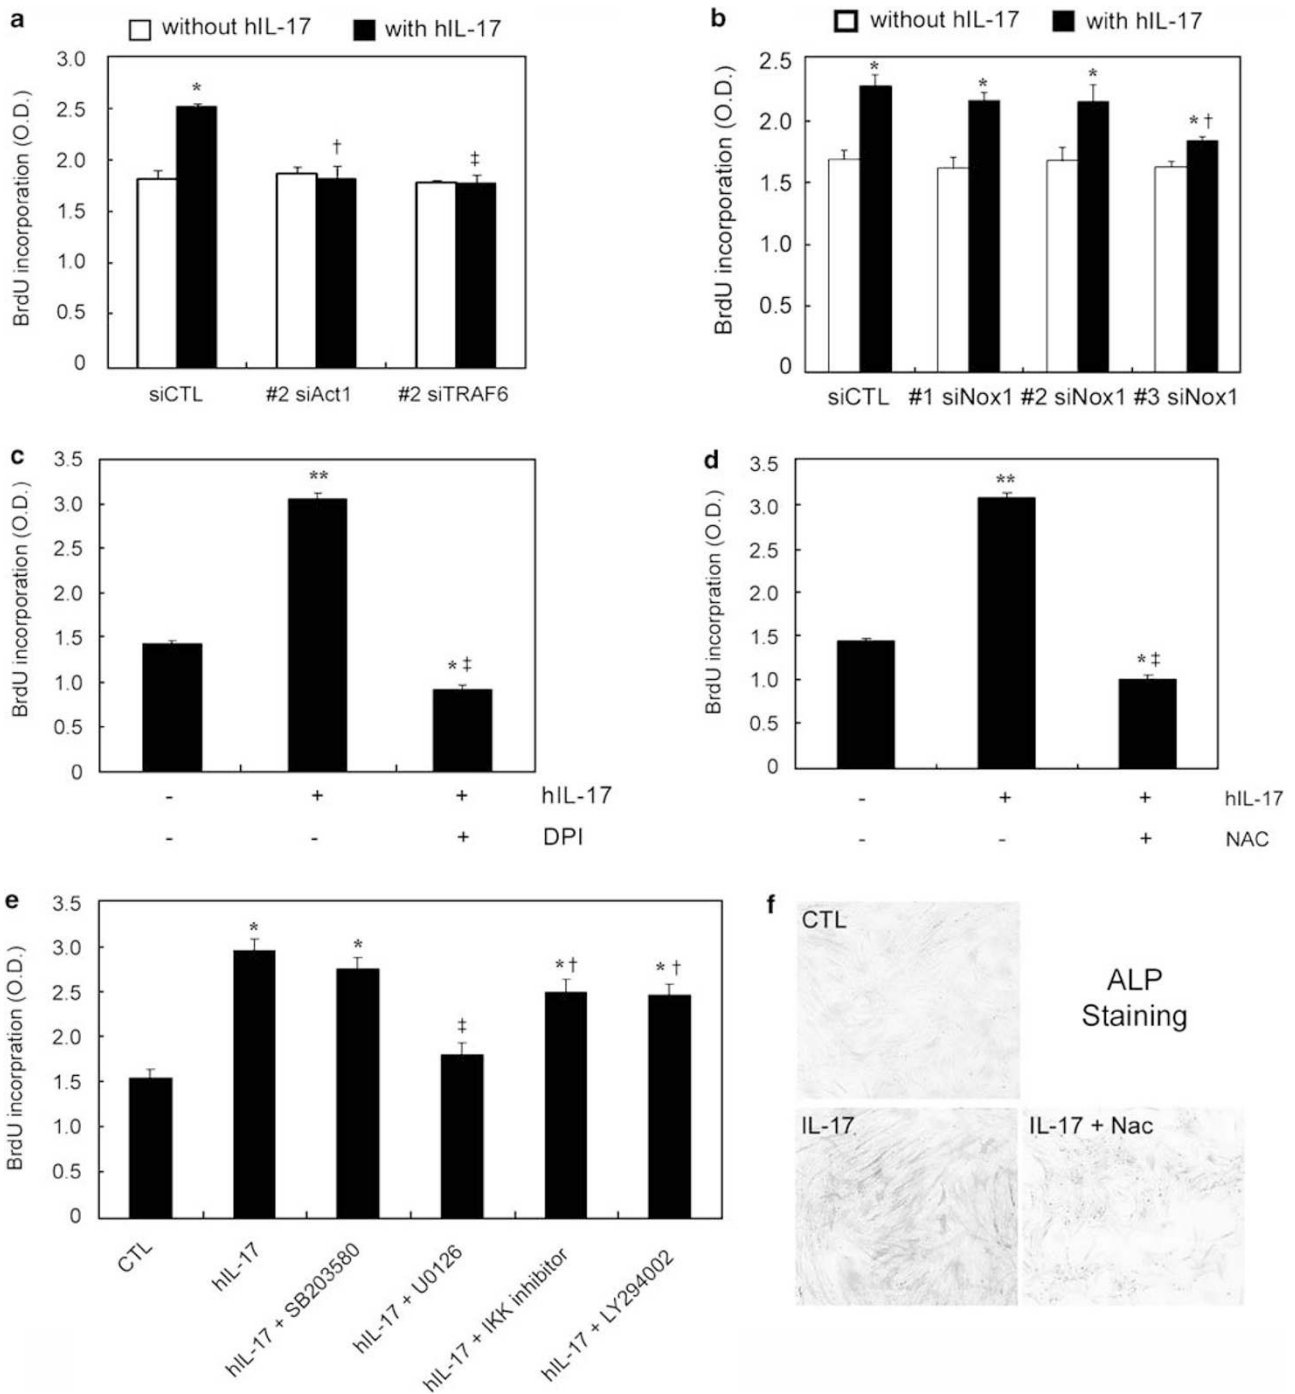 a
without hIL-17 with hIL-17
BrdU incorporation (O.D.)
3.0
2.5
2.0
1.5
1.0
0.5
0
*
†
‡
siCTL #2 siAct1 #2 siTRAF6
b
without hIL-17 with hIL-17
BrdU incorporation (O.D.)
2.5
2.0
1.5
1.0
0.5
0
*
*
*
* †
siCTL #1 siNox1 #2 siNox1 #3 siNox1
c
BrdU incorporation (O.D.)
3.5
3.0
2.5
2.0
1.5
1.0
0.5
0
**
* ‡
- + + hIL-17
- - + DPI
d
BrdU incorpration (O.D.)
3.5
3.0
2.5
2.0
1.5
1.0
0.5
0
**
* ‡
- + + hIL-17
- - + NAC
e
BrdU incorpration (O.D.)
3.5
3.0
2.5
2.0
1.5
1.0
0.5
0
*
*
‡
* †
* †
CTL
hIL-17
hIL-17 + SB203580
hIL-17 + U0126
hIL-17 + IKK inhibitor
hIL-17 + LY294002
f
CTL
ALP
Staining
IL-17
IL-17 + Nac